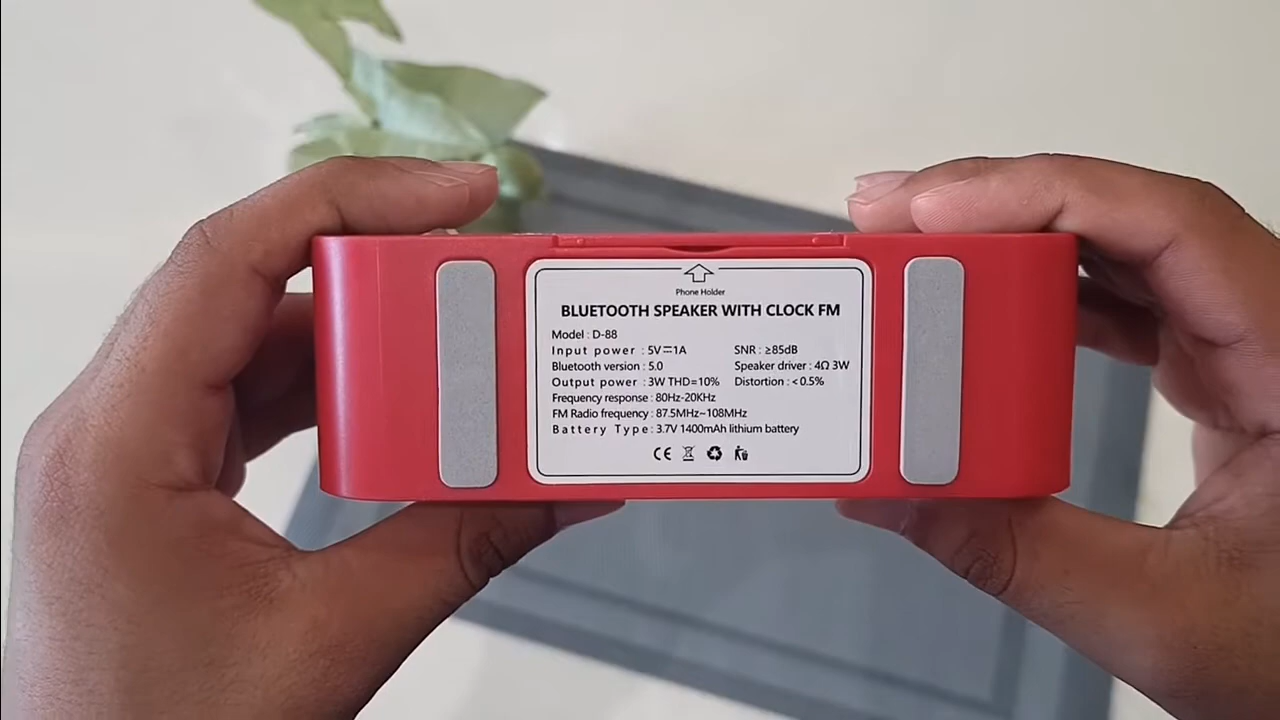 Phone Holder
BLUETOOTH SPEAKER WITH CLOCK FM
Model : D-88
Input power : 5V⎓1A
SNR : ≥85dB
Bluetooth version : 5.0
Speaker driver : 4Ω 3W
Output power : 3W THD=10%
Distortion : <0.5%
Frequency response : 80Hz-20KHz
FM Radio frequency : 87.5MHz~108MHz
Battery Type : 3.7V 1400mAh lithium battery
CE